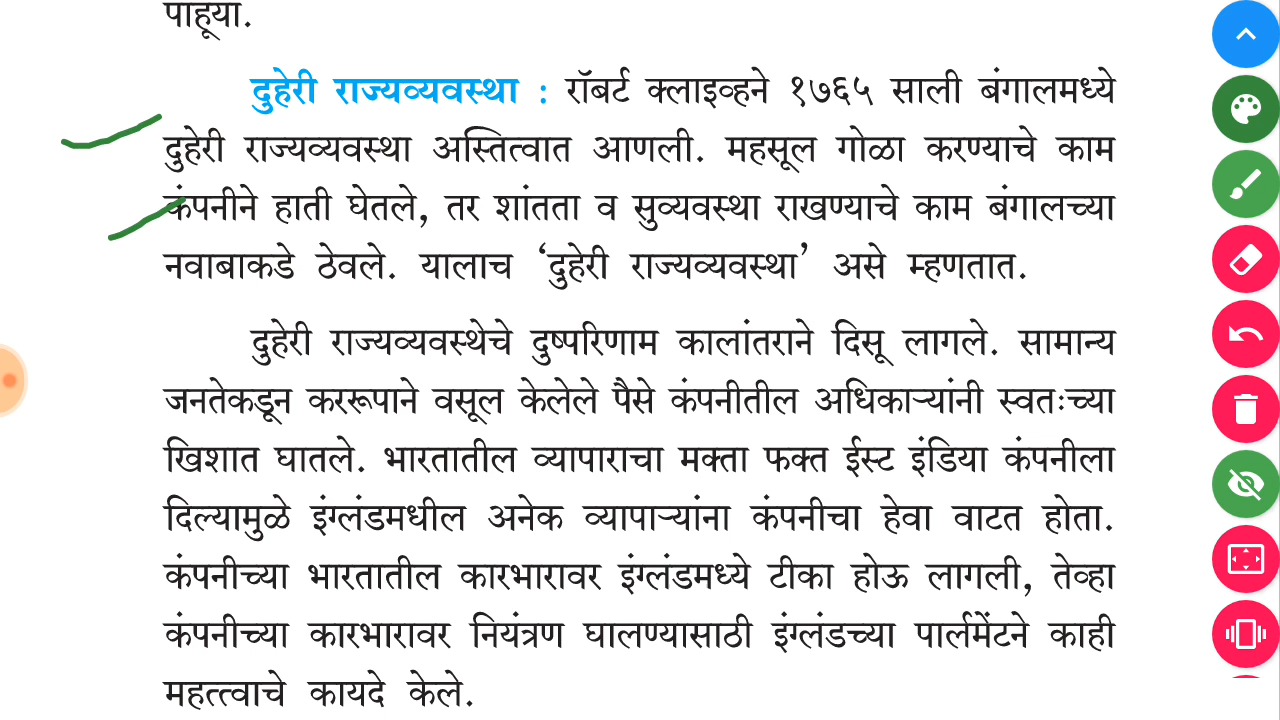 पाहूया.
दुहेरी राज्यव्यवस्था : रॉबर्ट क्लाइव्हने १७६५ साली बंगालमध्ये
दुहेरी राज्यव्यवस्था अस्तित्वात आणली. महसूल गोळा करण्याचे काम
कंपनीने हाती घेतले, तर शांतता व सुव्यवस्था राखण्याचे काम बंगालच्या
नवाबाकडे ठेवले. यालाच ‘दुहेरी राज्यव्यवस्था’ असे म्हणतात.
दुहेरी राज्यव्यवस्थेचे दुष्परिणाम कालांतराने दिसू लागले. सामान्य
जनतेकडून कररूपाने वसूल केलेले पैसे कंपनीतील अधिकाऱ्यांनी स्वतःच्या
खिशात घातले. भारतातील व्यापाराचा मक्ता फक्त ईस्ट इंडिया कंपनीला
दिल्यामुळे इंग्लंडमधील अनेक व्यापाऱ्यांना कंपनीचा हेवा वाटत होता.
कंपनीच्या भारतातील कारभारावर इंग्लंडमध्ये टीका होऊ लागली, तेव्हा
कंपनीच्या कारभारावर नियंत्रण घालण्यासाठी इंग्लंडच्या पार्लमेंटने काही
महत्त्वाचे कायदे केले.